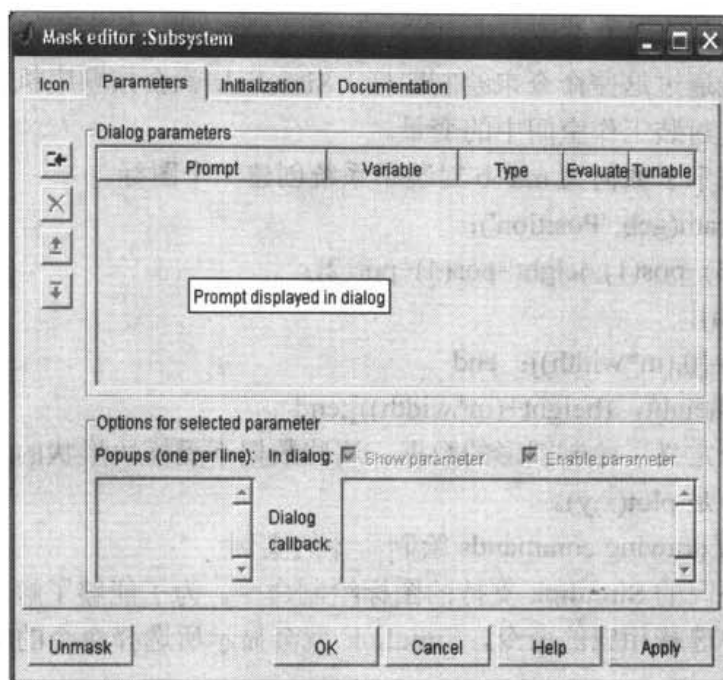 Mask editor :Subsystem
Icon
Parameters
Initialization
Documentation
Dialog parameters
Prompt
Variable
Type
Evaluate
Tunable
Prompt displayed in dialog
Options for selected parameter
Popups (one per line):
In dialog:
Show parameter
Enable parameter
Dialog
callback:
Unmask
OK
Cancel
Help
Apply